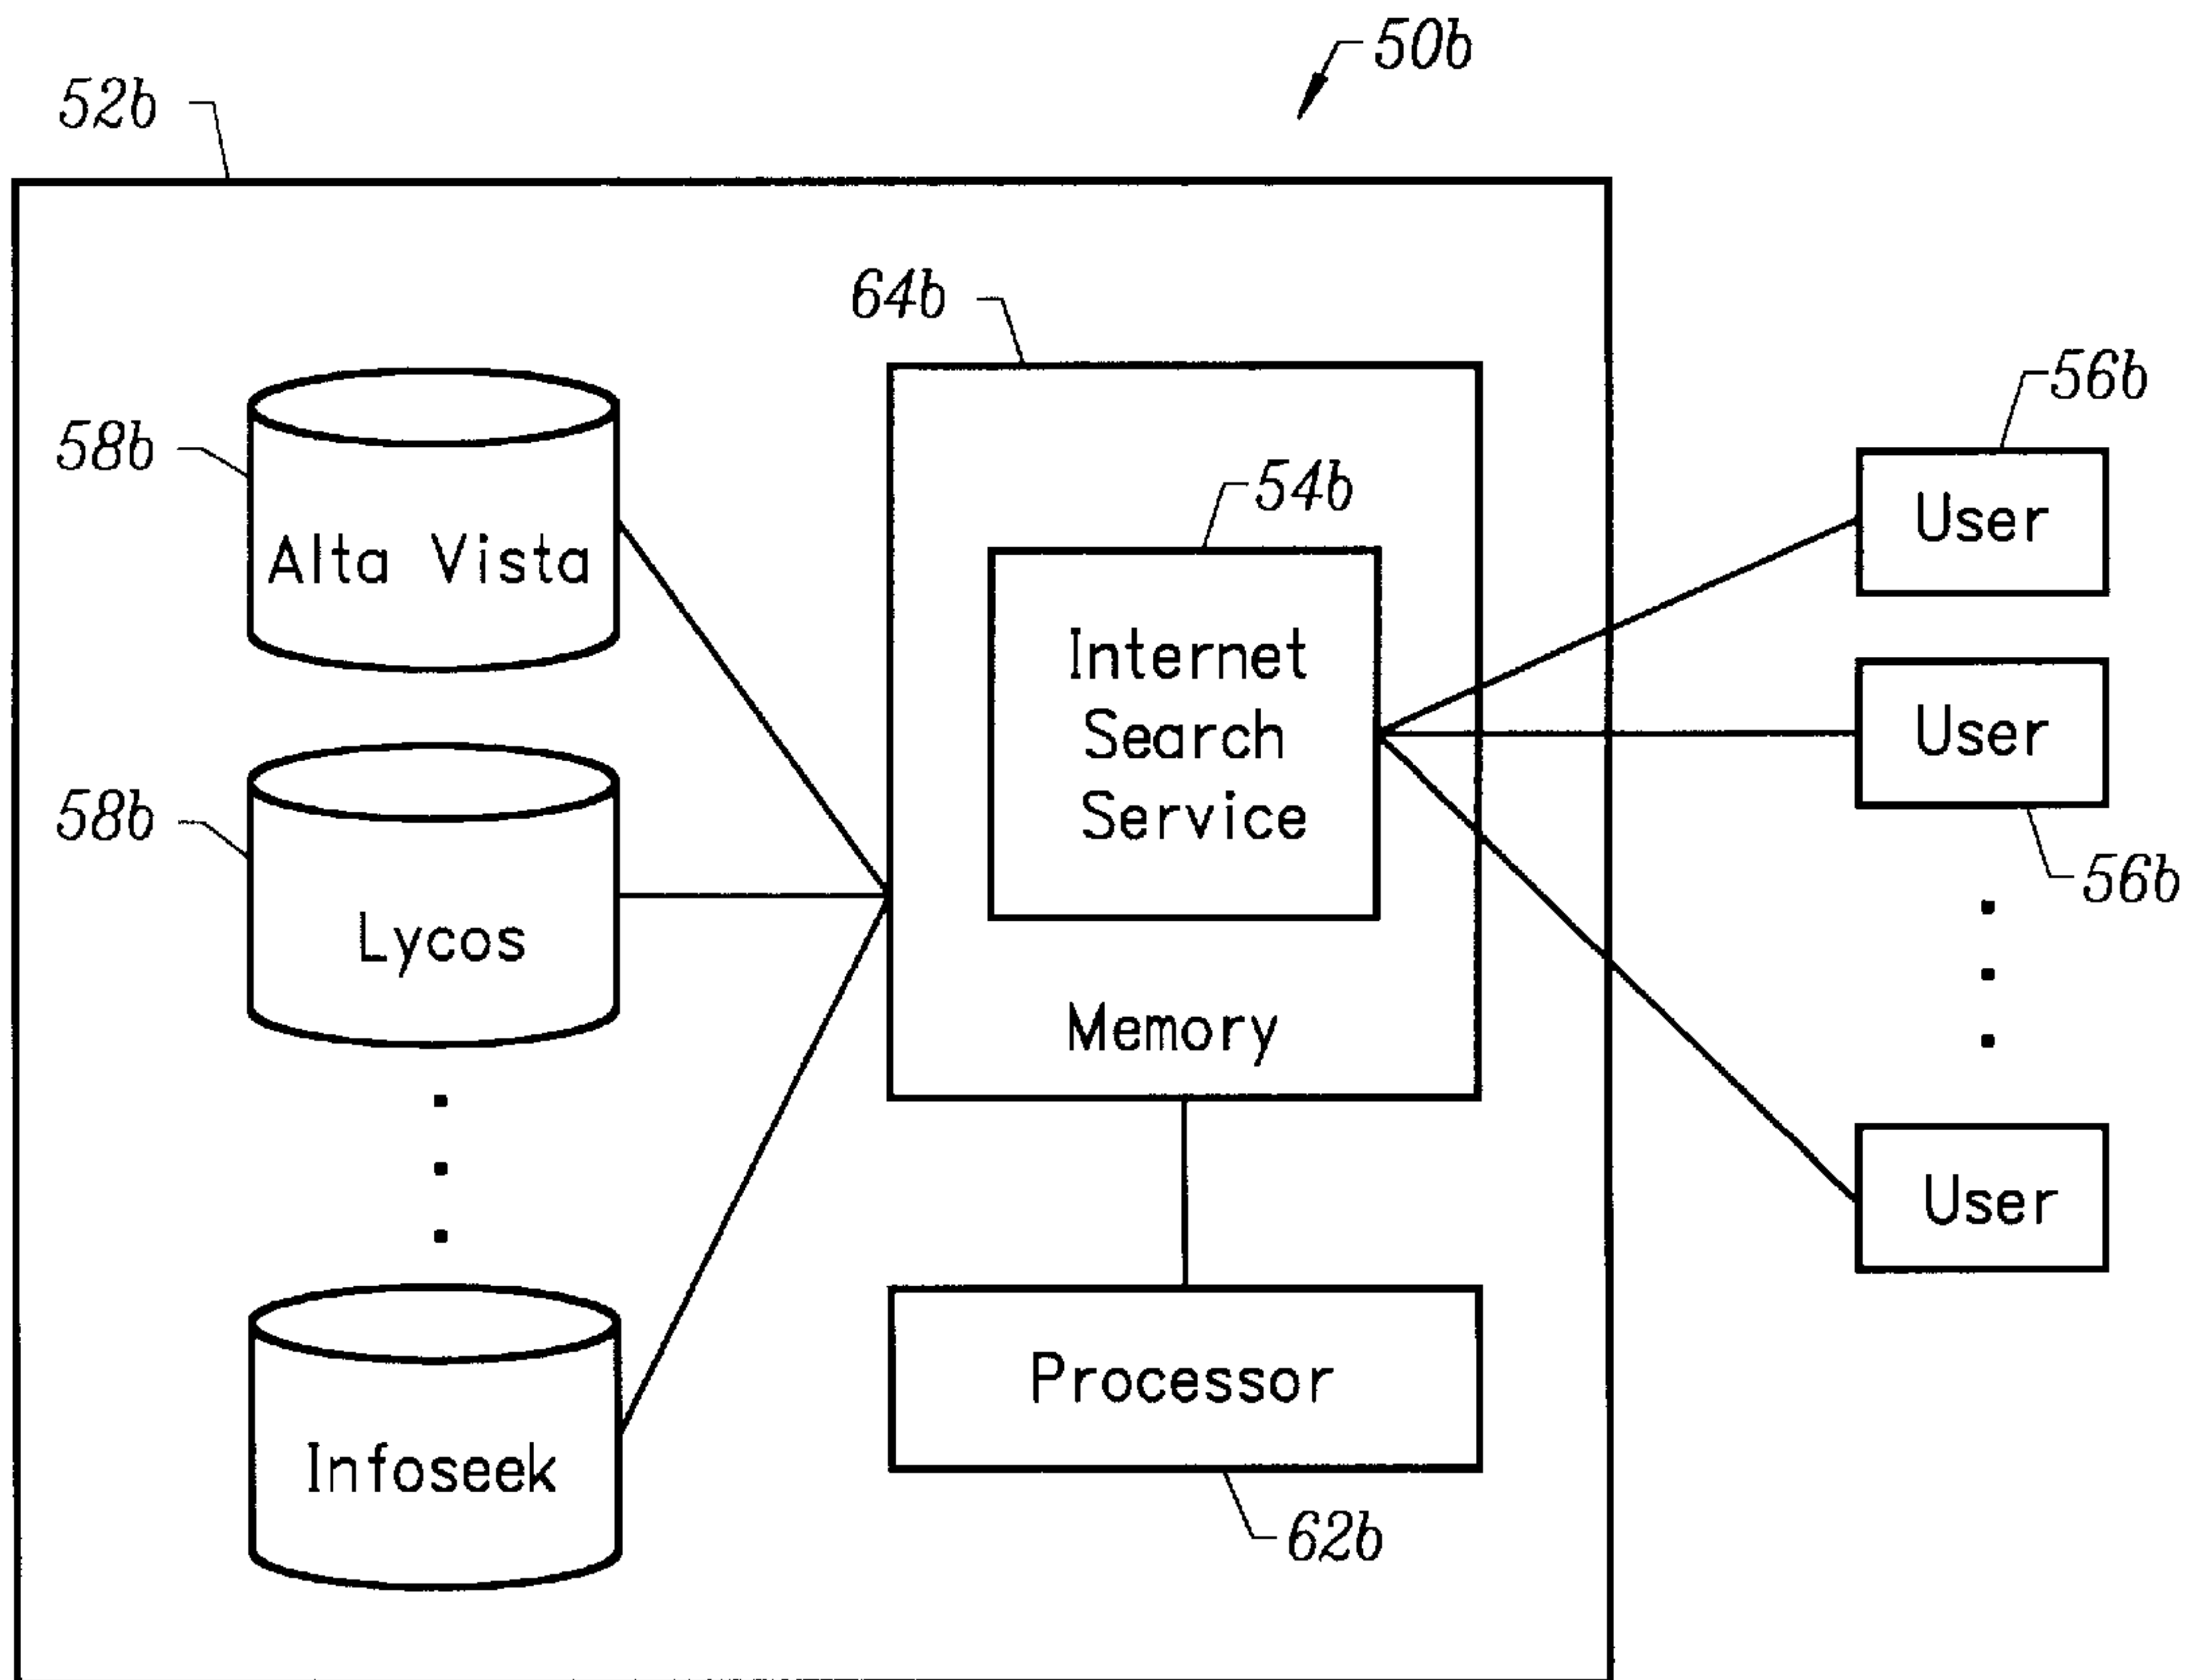 50b
52b
64b
56b
58b
54b
User
Alta Vista
Internet
Search
Service
User
58b
56b
Lycos
Memory
User
Processor
Infoseek
62b